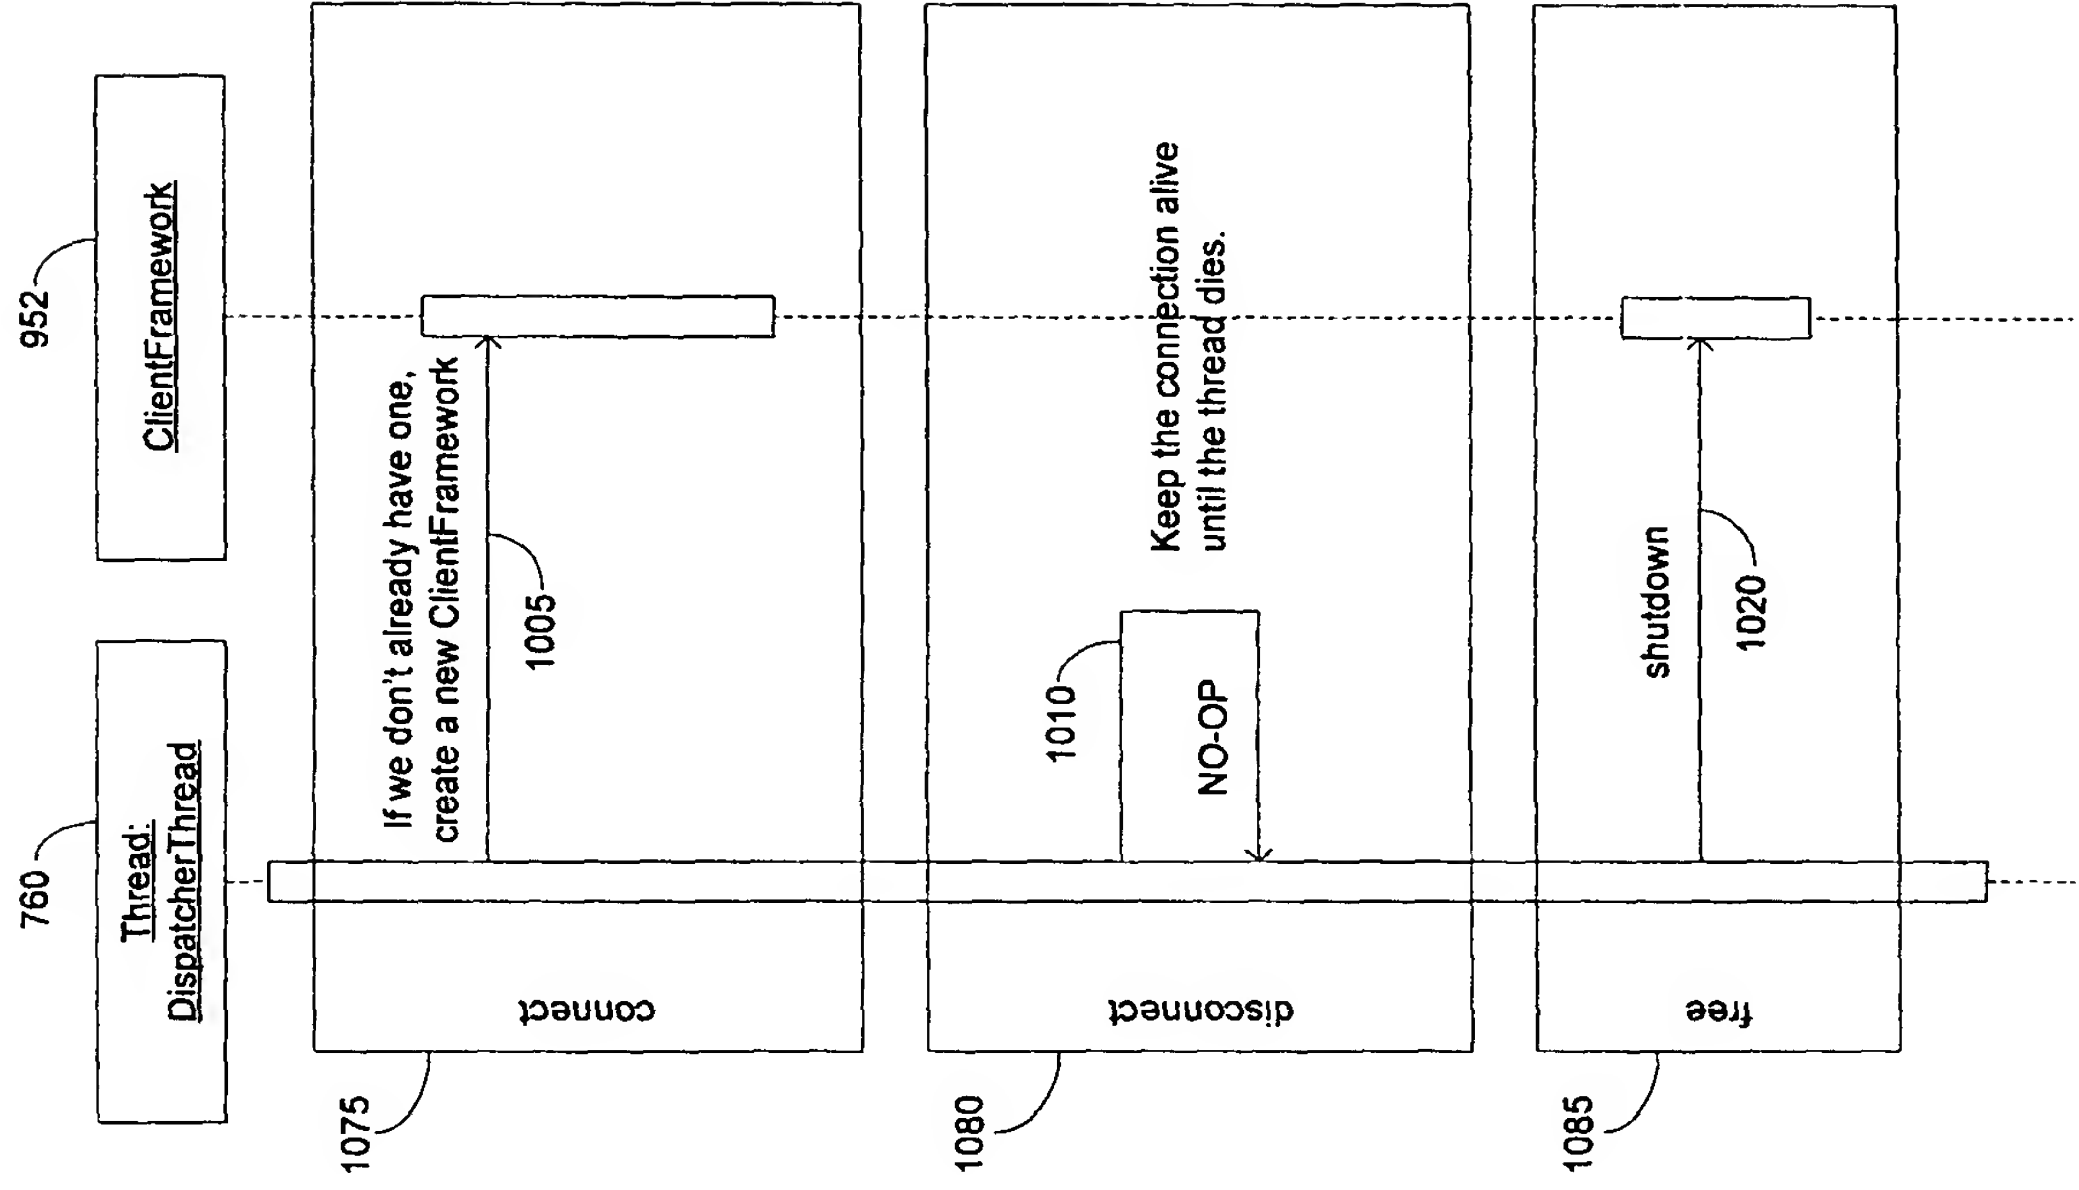 760
Thread:
DispatcherThread
952
ClientFramework
1075
connect
If we don't already have one,
create a new ClientFramework
1005
1080
disconnect
1010
NO-OP
Keep the connection alive
until the thread dies.
1085
free
shutdown
1020